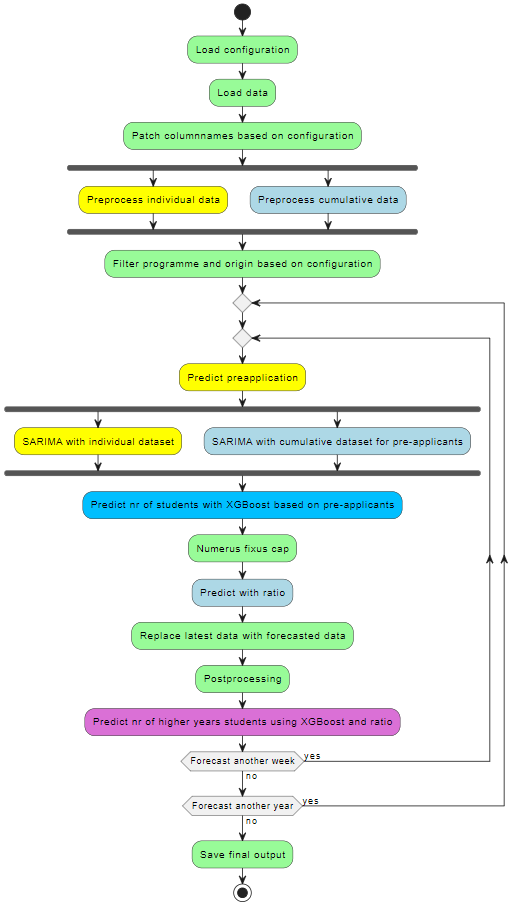 Load configuration
Load data
Patch columnnames based on configuration
Preprocess individual data
Preprocess cumulative data
Filter programme and origin based on configuration
Predict preapplication
SARIMA with individual dataset
SARIMA with cumulative dataset for pre-applicants
Predict nr of students with XGBoost based on pre-applicants
Numerus fixus cap
Predict with ratio
Replace latest data with forecasted data
Postprocessing
Predict nr of higher years students using XGBoost and ratio
Forecast another week
yes
no
Forecast another year
yes
no
Save final output